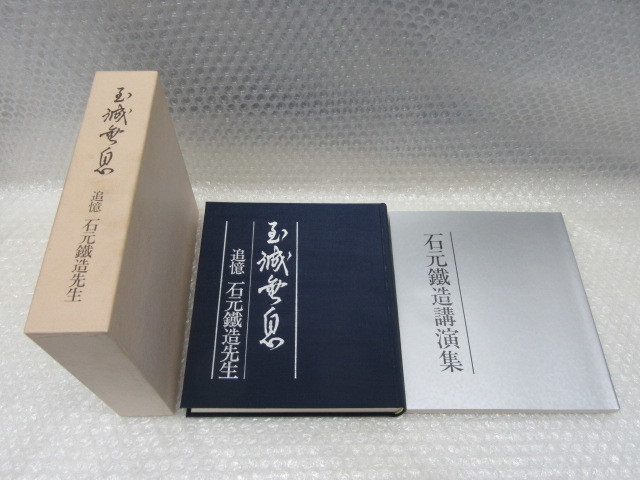 至誠無息
追憶 石元鐵造先生
至誠無息
追憶 石元鐵造先生
石元鐵造講演集